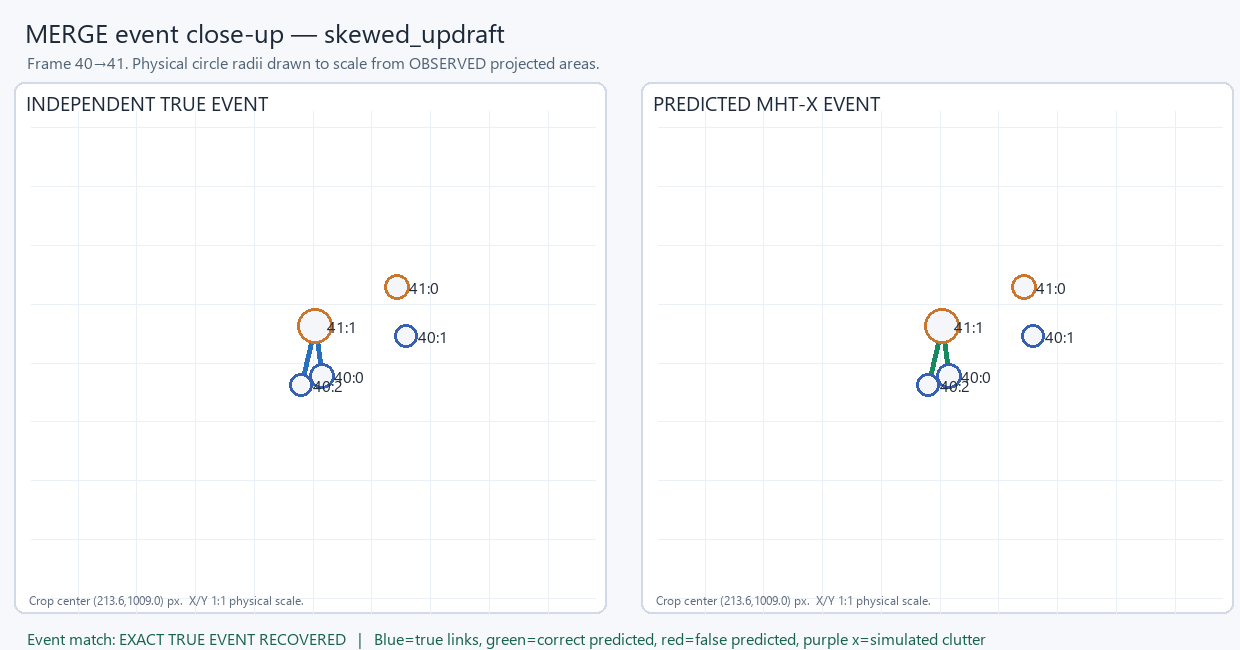 MERGE event close-up — skewed_updraft
Frame 40→41. Physical circle radii drawn to scale from OBSERVED projected areas.
INDEPENDENT TRUE EVENT
41:0
41:1
40:1
40:0
40:2
Crop center (213.6,1009.0) px.  X/Y 1:1 physical scale.
PREDICTED MHT-X EVENT
41:0
41:1
40:1
40:0
40:2
Crop center (213.6,1009.0) px.  X/Y 1:1 physical scale.
Event match: EXACT TRUE EVENT RECOVERED   |   Blue=true links, green=correct predicted, red=false predicted, purple x=simulated clutter